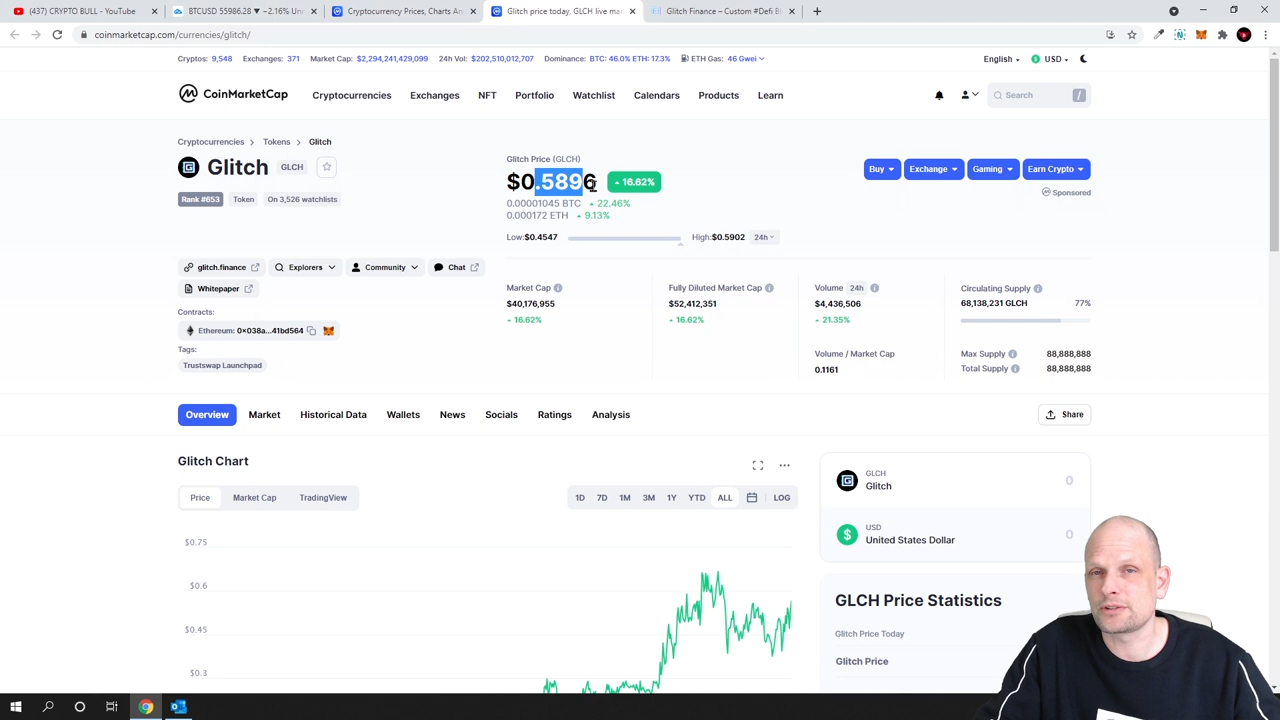 (437) CRYPTO BULL - YouTube
BTCUSD 55986.28 ▼ −2.16% Un
Cryptocurrency Prices, Charts An
Glitch price today, GLCH live ma
Glitch Finance – Custom #Defi Bl
coinmarketcap.com/currencies/glitch/
Cryptos: 9,548 Exchanges: 371 Market Cap: $2,294,241,429,099 24h Vol: $202,510,012,707 Dominance: BTC: 46.0% ETH: 17.3% ETH Gas: 46 Gwei
English
USD
CoinMarketCap
Cryptocurrencies Exchanges NFT Portfolio Watchlist Calendars Products Learn
Search /
Cryptocurrencies > Tokens > Glitch
Glitch GLCH
Rank #653 Token On 3,526 watchlists
Glitch Price (GLCH)
$0.5896 16.62%
0.00001045 BTC 22.46%
0.000172 ETH 9.13%
Low:$0.4547 High:$0.5902 24h
Buy Exchange Gaming Earn Crypto
Sponsored
glitch.finance Explorers Community Chat
Whitepaper
Contracts:
Ethereum: 0x038a...41bd564
Tags:
Trustswap Launchpad
Market Cap
$40,176,955
16.62%
Fully Diluted Market Cap
$52,412,351
16.62%
Volume 24h
$4,436,506
21.35%
Volume / Market Cap
0.1161
Circulating Supply
68,138,231 GLCH 77%
Max Supply 88,888,888
Total Supply 88,888,888
Overview Market Historical Data Wallets News Socials Ratings Analysis
Share
Glitch Chart
Price Market Cap TradingView
1D 7D 1M 3M 1Y YTD ALL LOG
$0.75
$0.6
$0.45
$0.3
GLCH
Glitch
0
USD
United States Dollar
0
GLCH Price Statistics
Glitch Price Today
Glitch Price